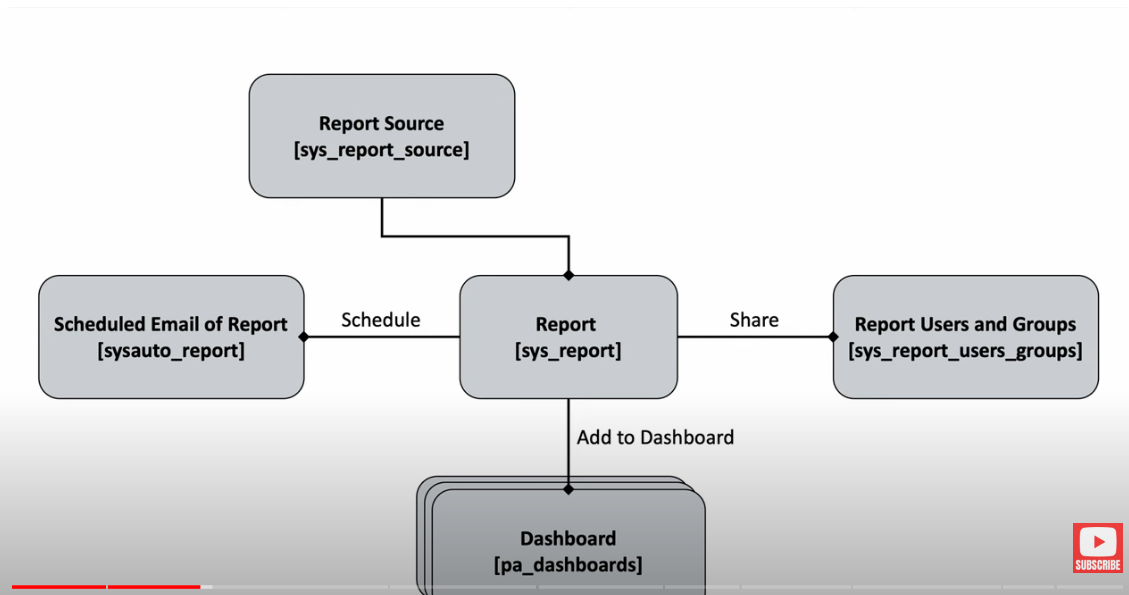 Report Source
[sys_report_source]
Scheduled Email of Report
[sysauto_report]
Schedule
Report
[sys_report]
Share
Report Users and Groups
[sys_report_users_groups]
Add to Dashboard
Dashboard
[pa_dashboards]
SUBSCRIBE